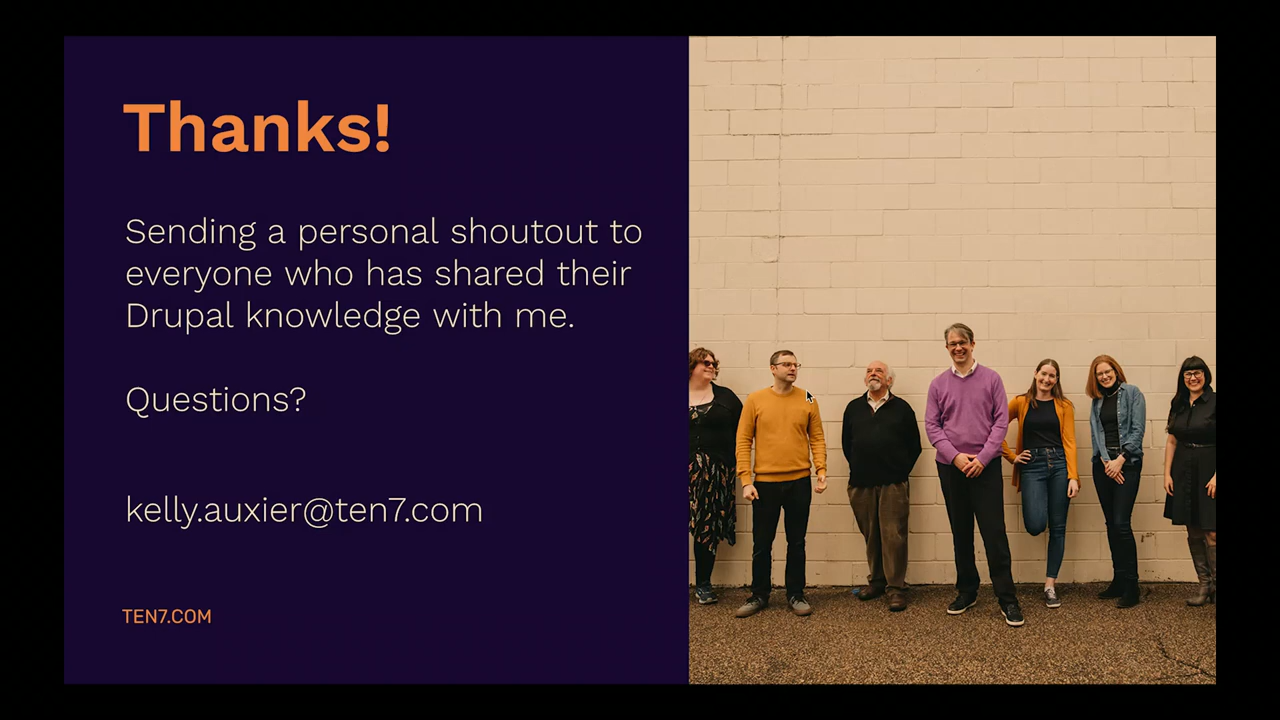 Thanks!
Sending a personal shoutout to
everyone who has shared their
Drupal knowledge with me.
Questions?
kelly.auxier@ten7.com
TEN7.COM